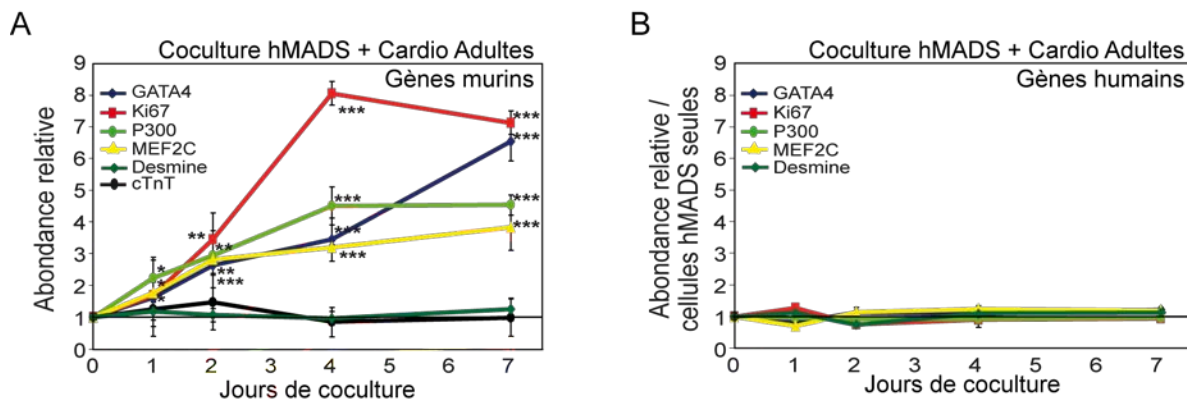 A
Coculture hMADS + Cardio Adultes
Gènes murins
Abondance relative
9
8
7
6
5
4
3
2
1
0
GATA4
Ki67
P300
MEF2C
Desmine
cTnT
*
*
*
**
**
**
***
***
***
***
***
***
***
***
***
0 1 2 3 4 5 6 7
Jours de coculture
B
Coculture hMADS + Cardio Adultes
Gènes humains
Abondance relative /
cellules hMADS seules
9
8
7
6
5
4
3
2
1
0
GATA4
Ki67
P300
MEF2C
Desmine
0 1 2 3 4 5 6 7
Jours de coculture